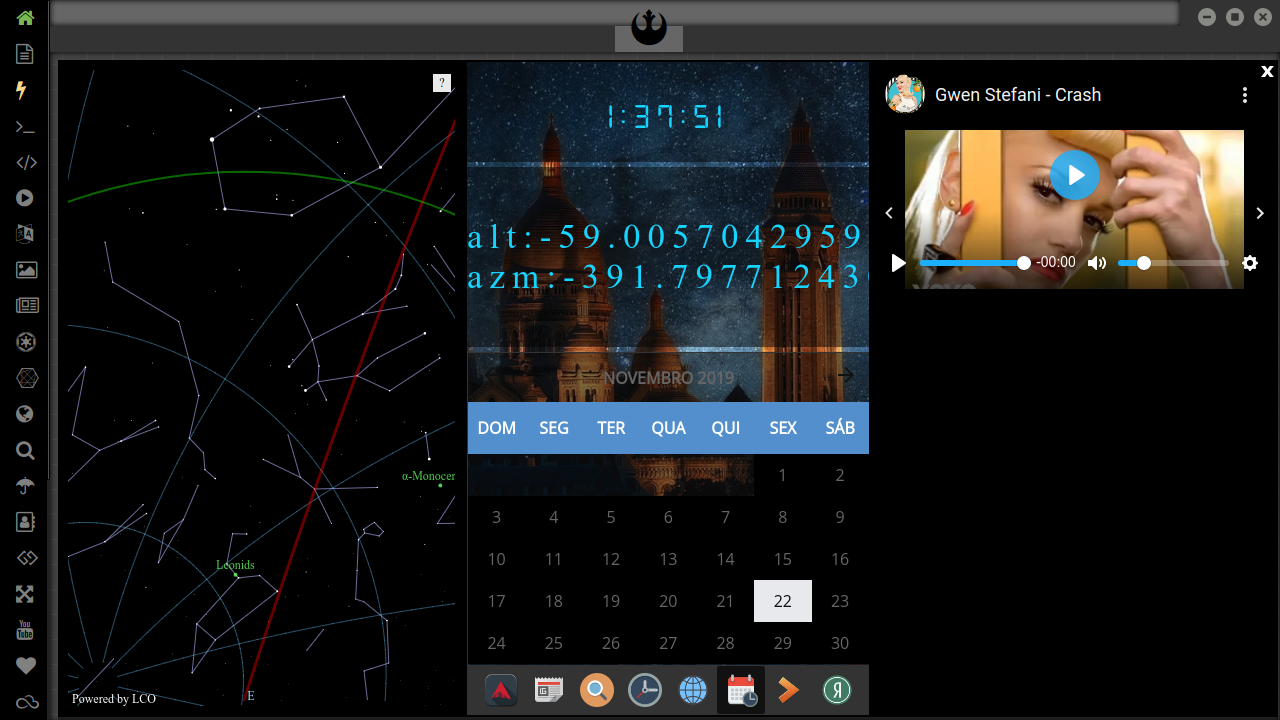 ?
α-Monocer
Leonids
Powered by LCO
E
1:37:51
alt:-59.0057042959
azm:-391.79771243
NOVEMBRO 2019
DOM SEG TER QUA QUI SEX SÁB
1 2
3 4 5 6 7 8 9
10 11 12 13 14 15 16
17 18 19 20 21 22 23
24 25 26 27 28 29 30
x
Gwen Stefani - Crash
-00:00
You
Tube
Я